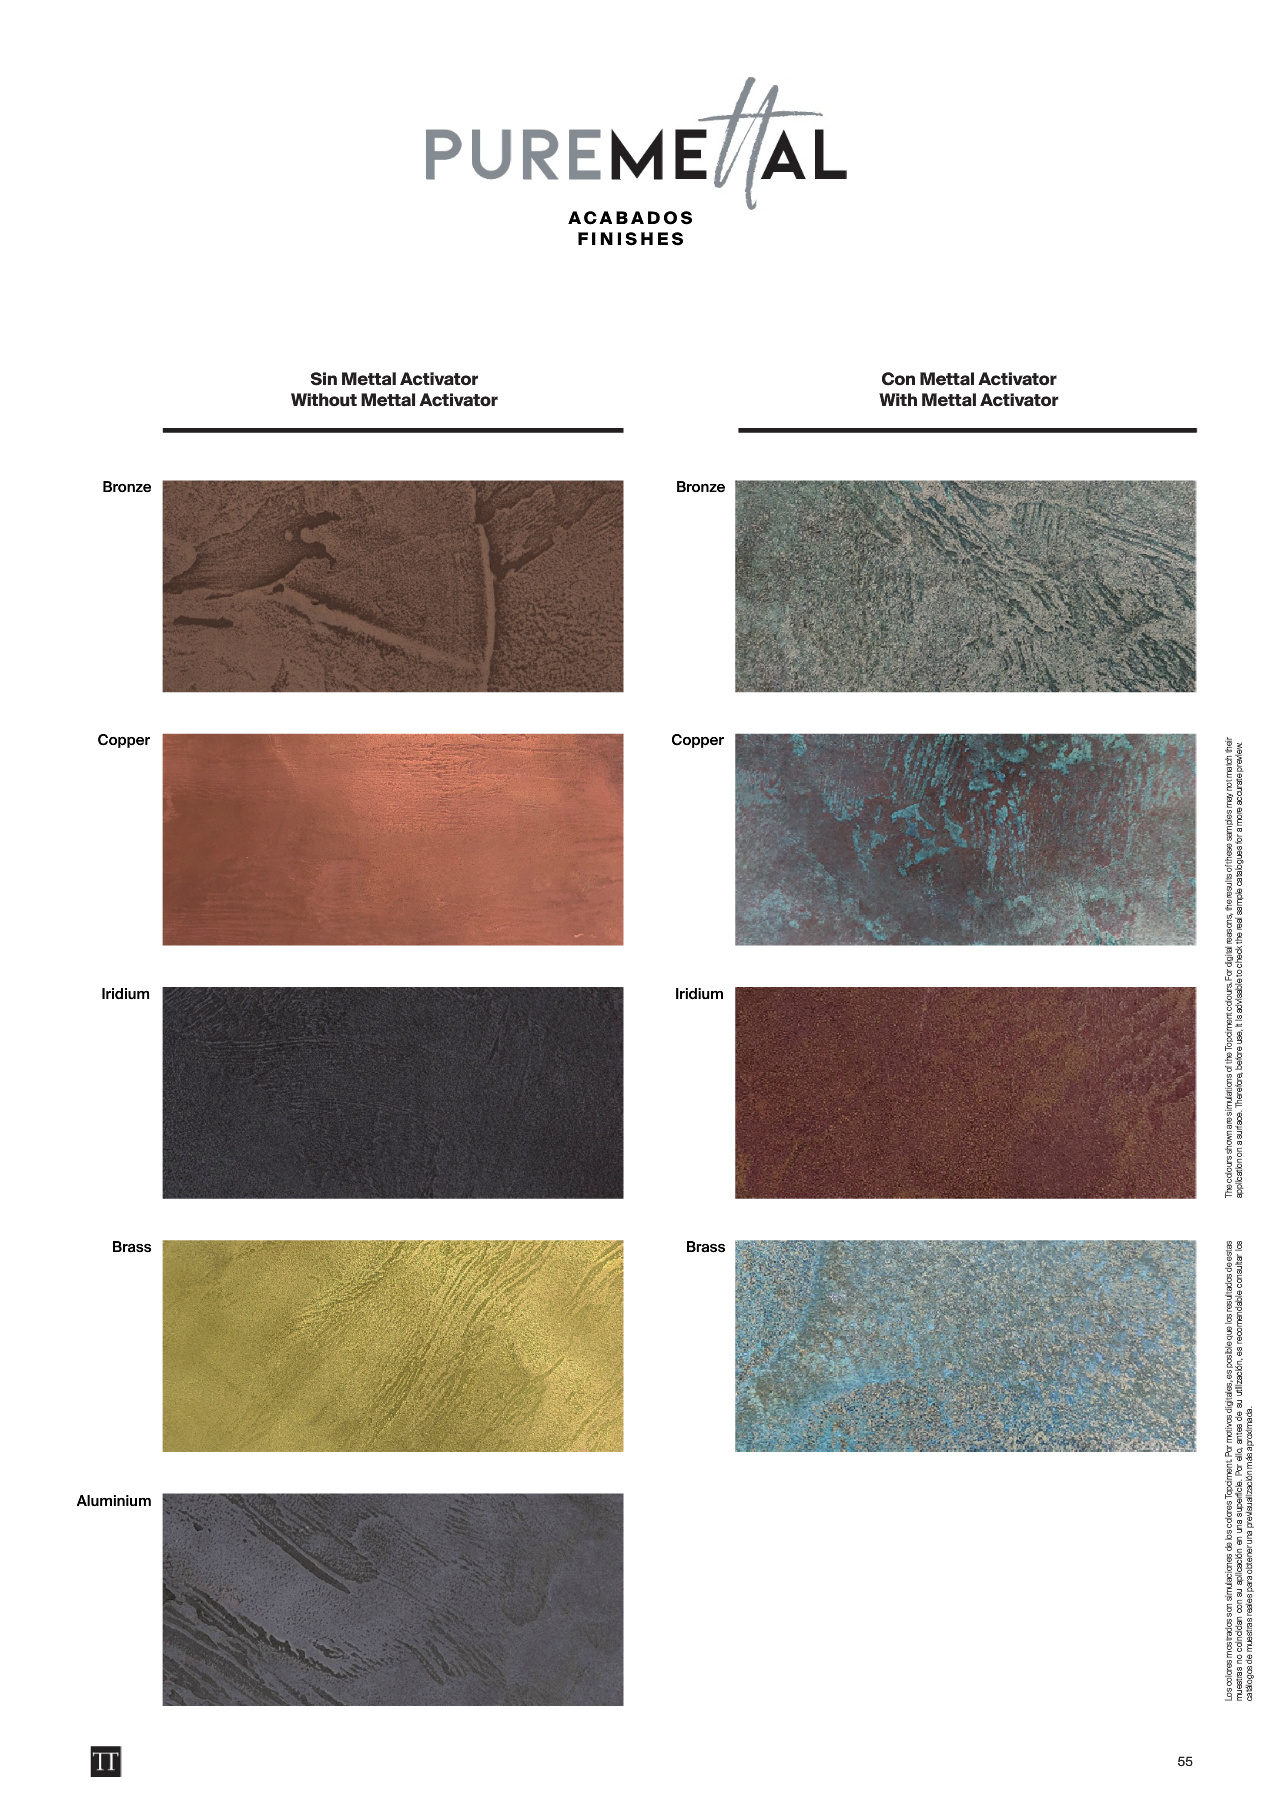 PUREMETTAL
ACABADOS
FINISHES
Sin Mettal Activator
Without Mettal Activator
Con Mettal Activator
With Mettal Activator
Bronze
Bronze
Copper
Copper
Iridium
Iridium
Brass
Brass
Aluminium
The colours shown are simulations of the Topciment colours. For digital reasons, the results of these samples may not match their
application on a surface. Therefore, before use, it is advisable to check the real sample catalogues for a more accurate preview.
Los colores mostrados son simulaciones de los colores Topciment. Por motivos digitales, es posible que los resultados de estas
muestras no coincidan con su aplicación en una superficie. Por ello, antes de su utilización, es recomendable consultar los
catálogos de muestras reales para obtener una previsualización más aproximada.
TT
55